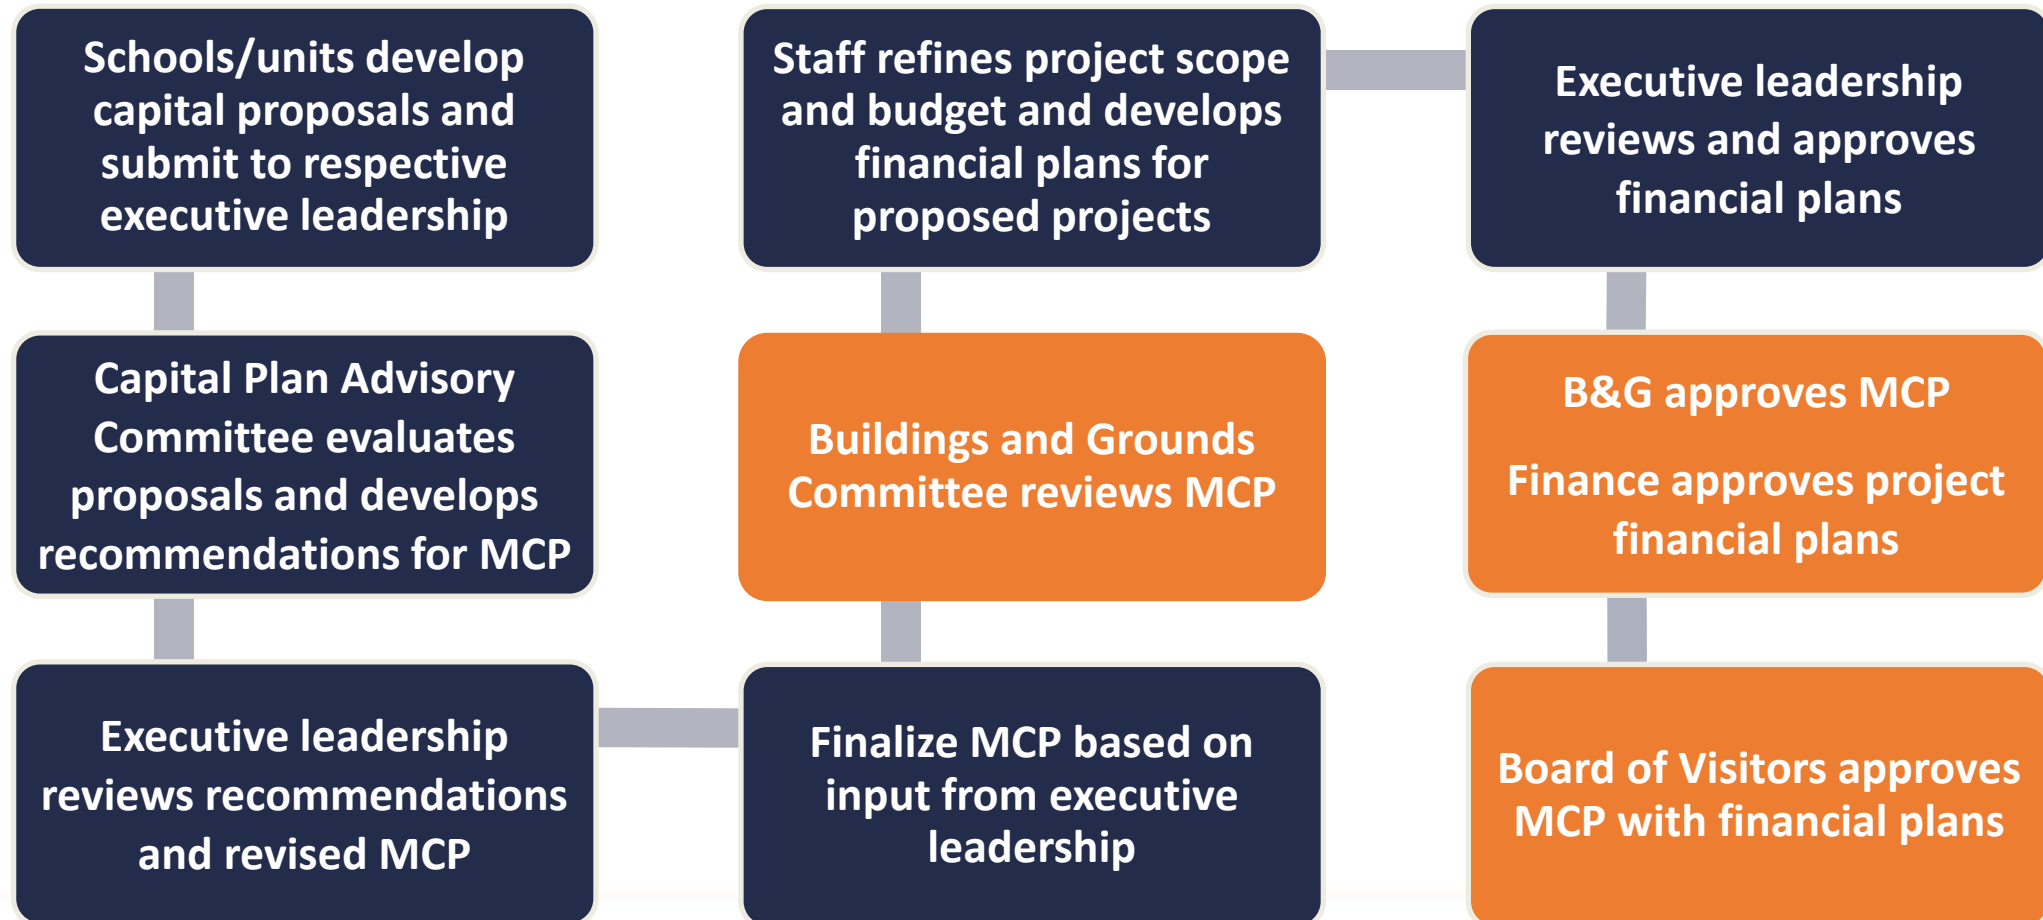 Schools/units develop
capital proposals and
submit to respective
executive leadership
Capital Plan Advisory
Committee evaluates
proposals and develops
recommendations for MCP
Executive leadership
reviews recommendations
and revised MCP
Finalize MCP based on
input from executive
leadership
Buildings and Grounds
Committee reviews MCP
Staff refines project scope
and budget and develops
financial plans for
proposed projects
Executive leadership
reviews and approves
financial plans
B&G approves MCP
Finance approves project
financial plans
Board of Visitors approves
MCP with financial plans